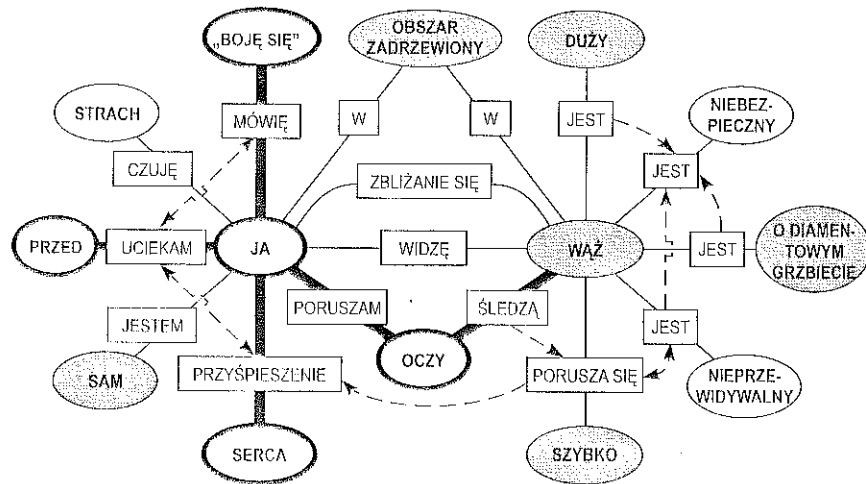 „BOJĘ SIĘ”
OBSZAR
ZADRZEWIONY
DUŻY
STRACH
MÓWIĘ
W
W
JEST
NIEBEZ-
PIECZNY
CZUJĘ
ZBLIŻANIE SIĘ
JEST
PRZED
UCIEKAM
JA
WIDZĘ
WĄŻ
JEST
O DIAMEN-
TOWYM
GRZBIECIE
JESTEM
PORUSZAM
ŚLEDZĄ
JEST
SAM
PRZYŚPIESZENIE
OCZY
PORUSZA SIĘ
NIEPRZE-
WIDYWALNY
SERCA
SZYBKO